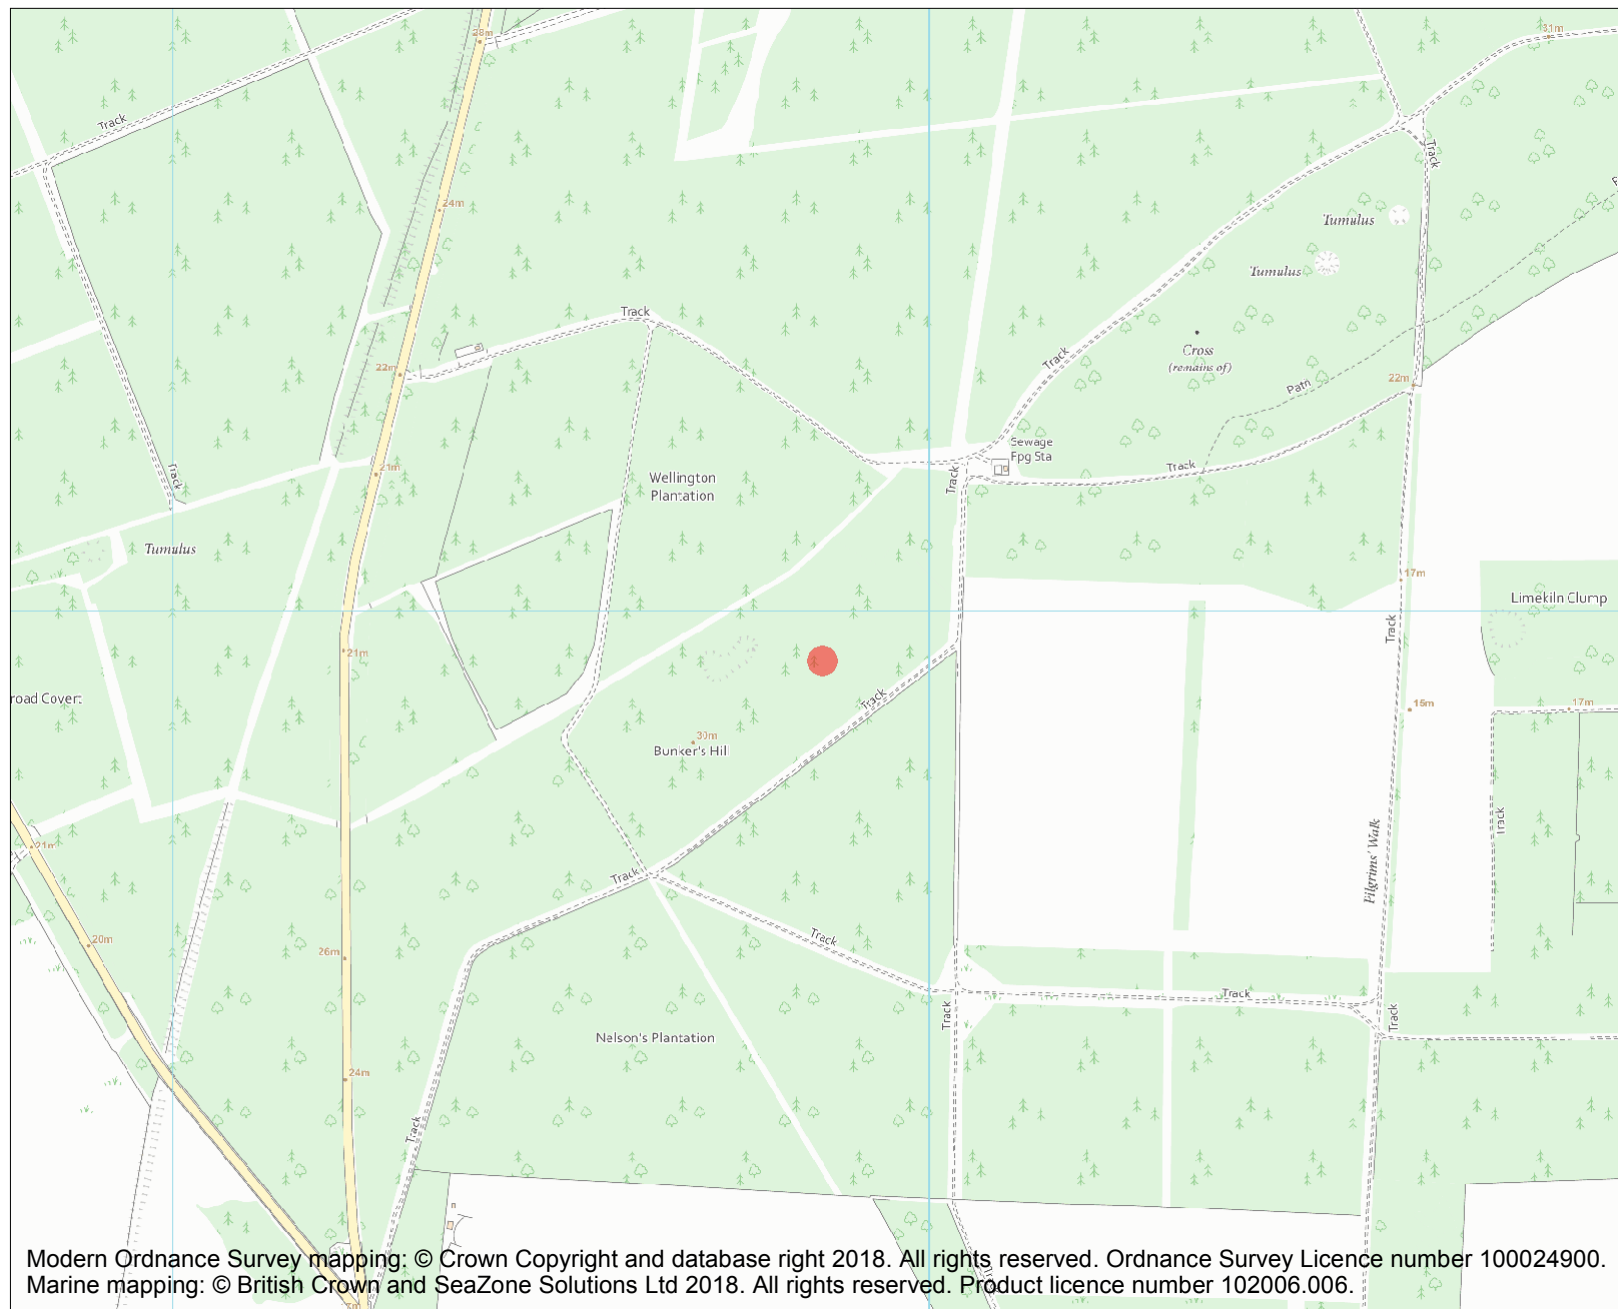 28m
31m
Track
Track
24m
Tumulus
Tumulus
Track
Cross
(remains of)
Track
22m
Path
22m
Sewage
Ppg Sta
Track
Track
21m
Track
Wellington
Plantation
Tumulus
17m
Limekiln Clump
Track
21m
road Covert
Track
15m
17m
30m
Bunker's Hill
Track
21m
Pilgrims' Walk
Track
20m
Track
26m
Track
Track
Track
Nelson's Plantation
24m
Track
Modern Ordnance Survey mapping: © Crown Copyright and database right 2018. All rights reserved. Ordnance Survey Licence number 100024900.
Marine mapping: © British Crown and SeaZone Solutions Ltd 2018. All rights reserved. Product licence number 102006.006.